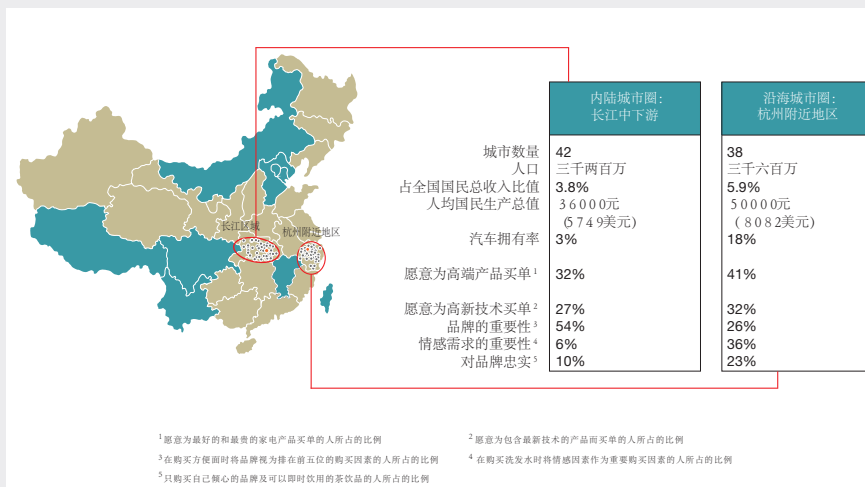 内陆城市圈:
长江中下游
沿海城市圈:
杭州附近地区
城市数量 42 38
人口 三千两百万 三千六百万
占全国国民总收入比值 3.8% 5.9%
人均国民生产总值 36000元 50000元
(5749美元) (8082美元)
汽车拥有率 3% 18%
愿意为高端产品买单1 32% 41%
愿意为高新技术买单2 27% 32%
品牌的重要性3 54% 26%
情感需求的重要性4 6% 36%
对品牌忠实5 10% 23%
长江区域
杭州附近地区
1愿意为最好的和最贵的家电产品买单的人所占的比例
2愿意为包含最新技术的产品而买单的人所占的比例
3在购买方便面时将品牌视为排在前五位的购买因素的人所占的比例
4在购买洗发水时将情感因素作为重要购买因素的人所占的比例
5只购买自己倾心的品牌及可以即时饮用的茶饮品的人所占的比例